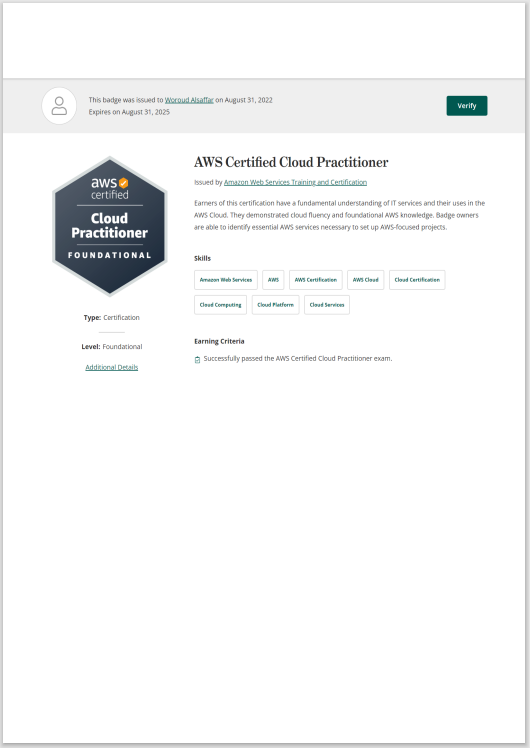 This badge was issued to Woroud Alsaffar on August 31, 2022
Expires on August 31, 2025
Verify
aws
certified
Cloud
Practitioner
FOUNDATIONAL
Type: Certification
Level: Foundational
Additional Details
AWS Certified Cloud Practitioner
Issued by Amazon Web Services Training and Certification
Earners of this certification have a fundamental understanding of IT services and their uses in the
AWS Cloud. They demonstrated cloud fluency and foundational AWS knowledge. Badge owners
are able to identify essential AWS services necessary to set up AWS-focused projects.
Skills
Amazon Web Services AWS AWS Certification AWS Cloud Cloud Certification
Cloud Computing Cloud Platform Cloud Services
Earning Criteria
Successfully passed the AWS Certified Cloud Practitioner exam.